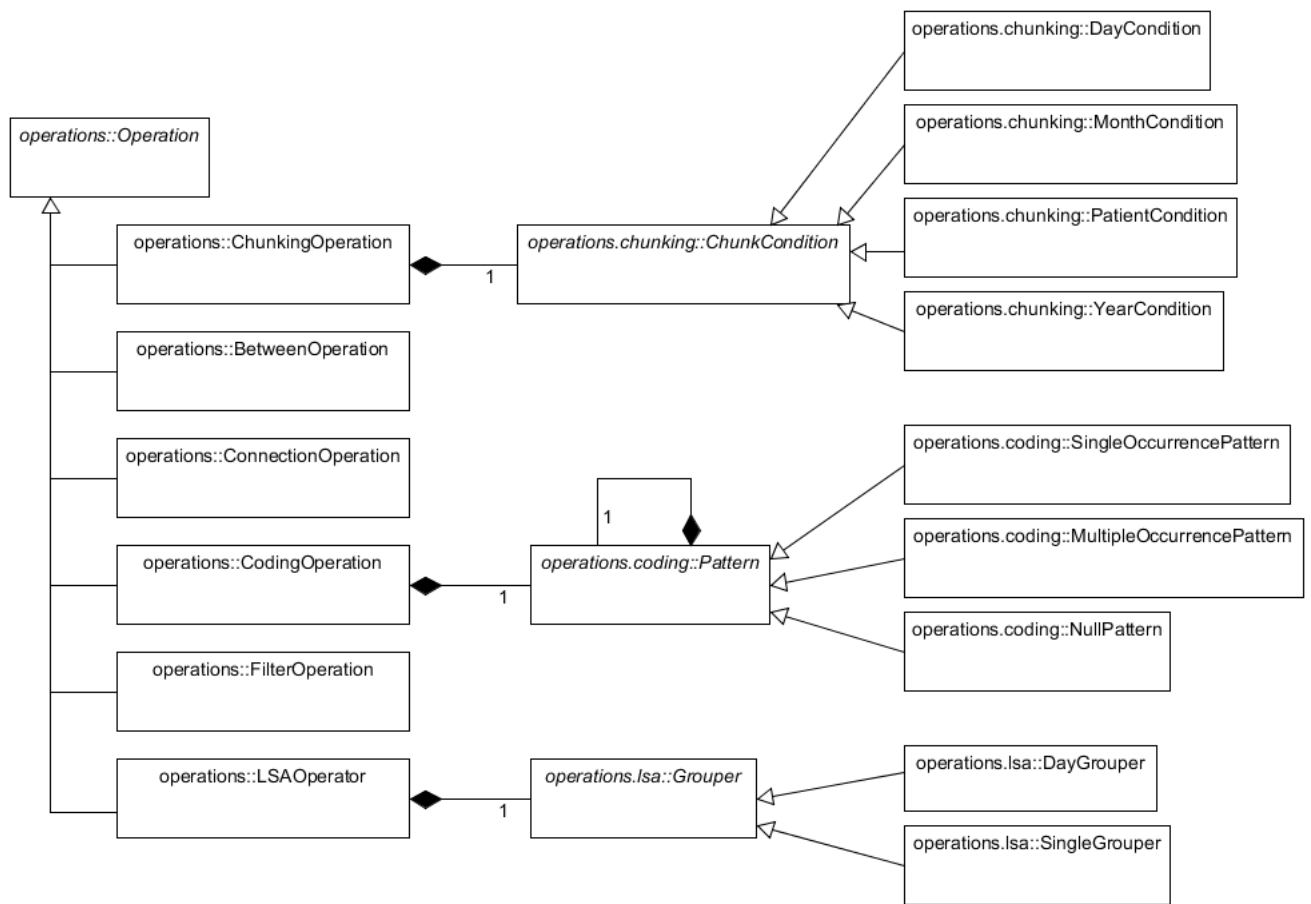 operations.chunking::DayCondition
operations.chunking::MonthCondition
operations::Operation
operations.chunking::PatientCondition
operations::ChunkingOperation
1
operations.chunking::ChunkCondition
operations.chunking::YearCondition
operations::BetweenOperation
operations::ConnectionOperation
operations.coding::SingleOccurrencePattern
1
operations.coding::MultipleOccurrencePattern
operations::CodingOperation
1
operations.coding::Pattern
operations.coding::NullPattern
operations::FilterOperation
operations.lsa::DayGrouper
operations::LSAOperator
1
operations.lsa::Grouper
operations.lsa::SingleGrouper